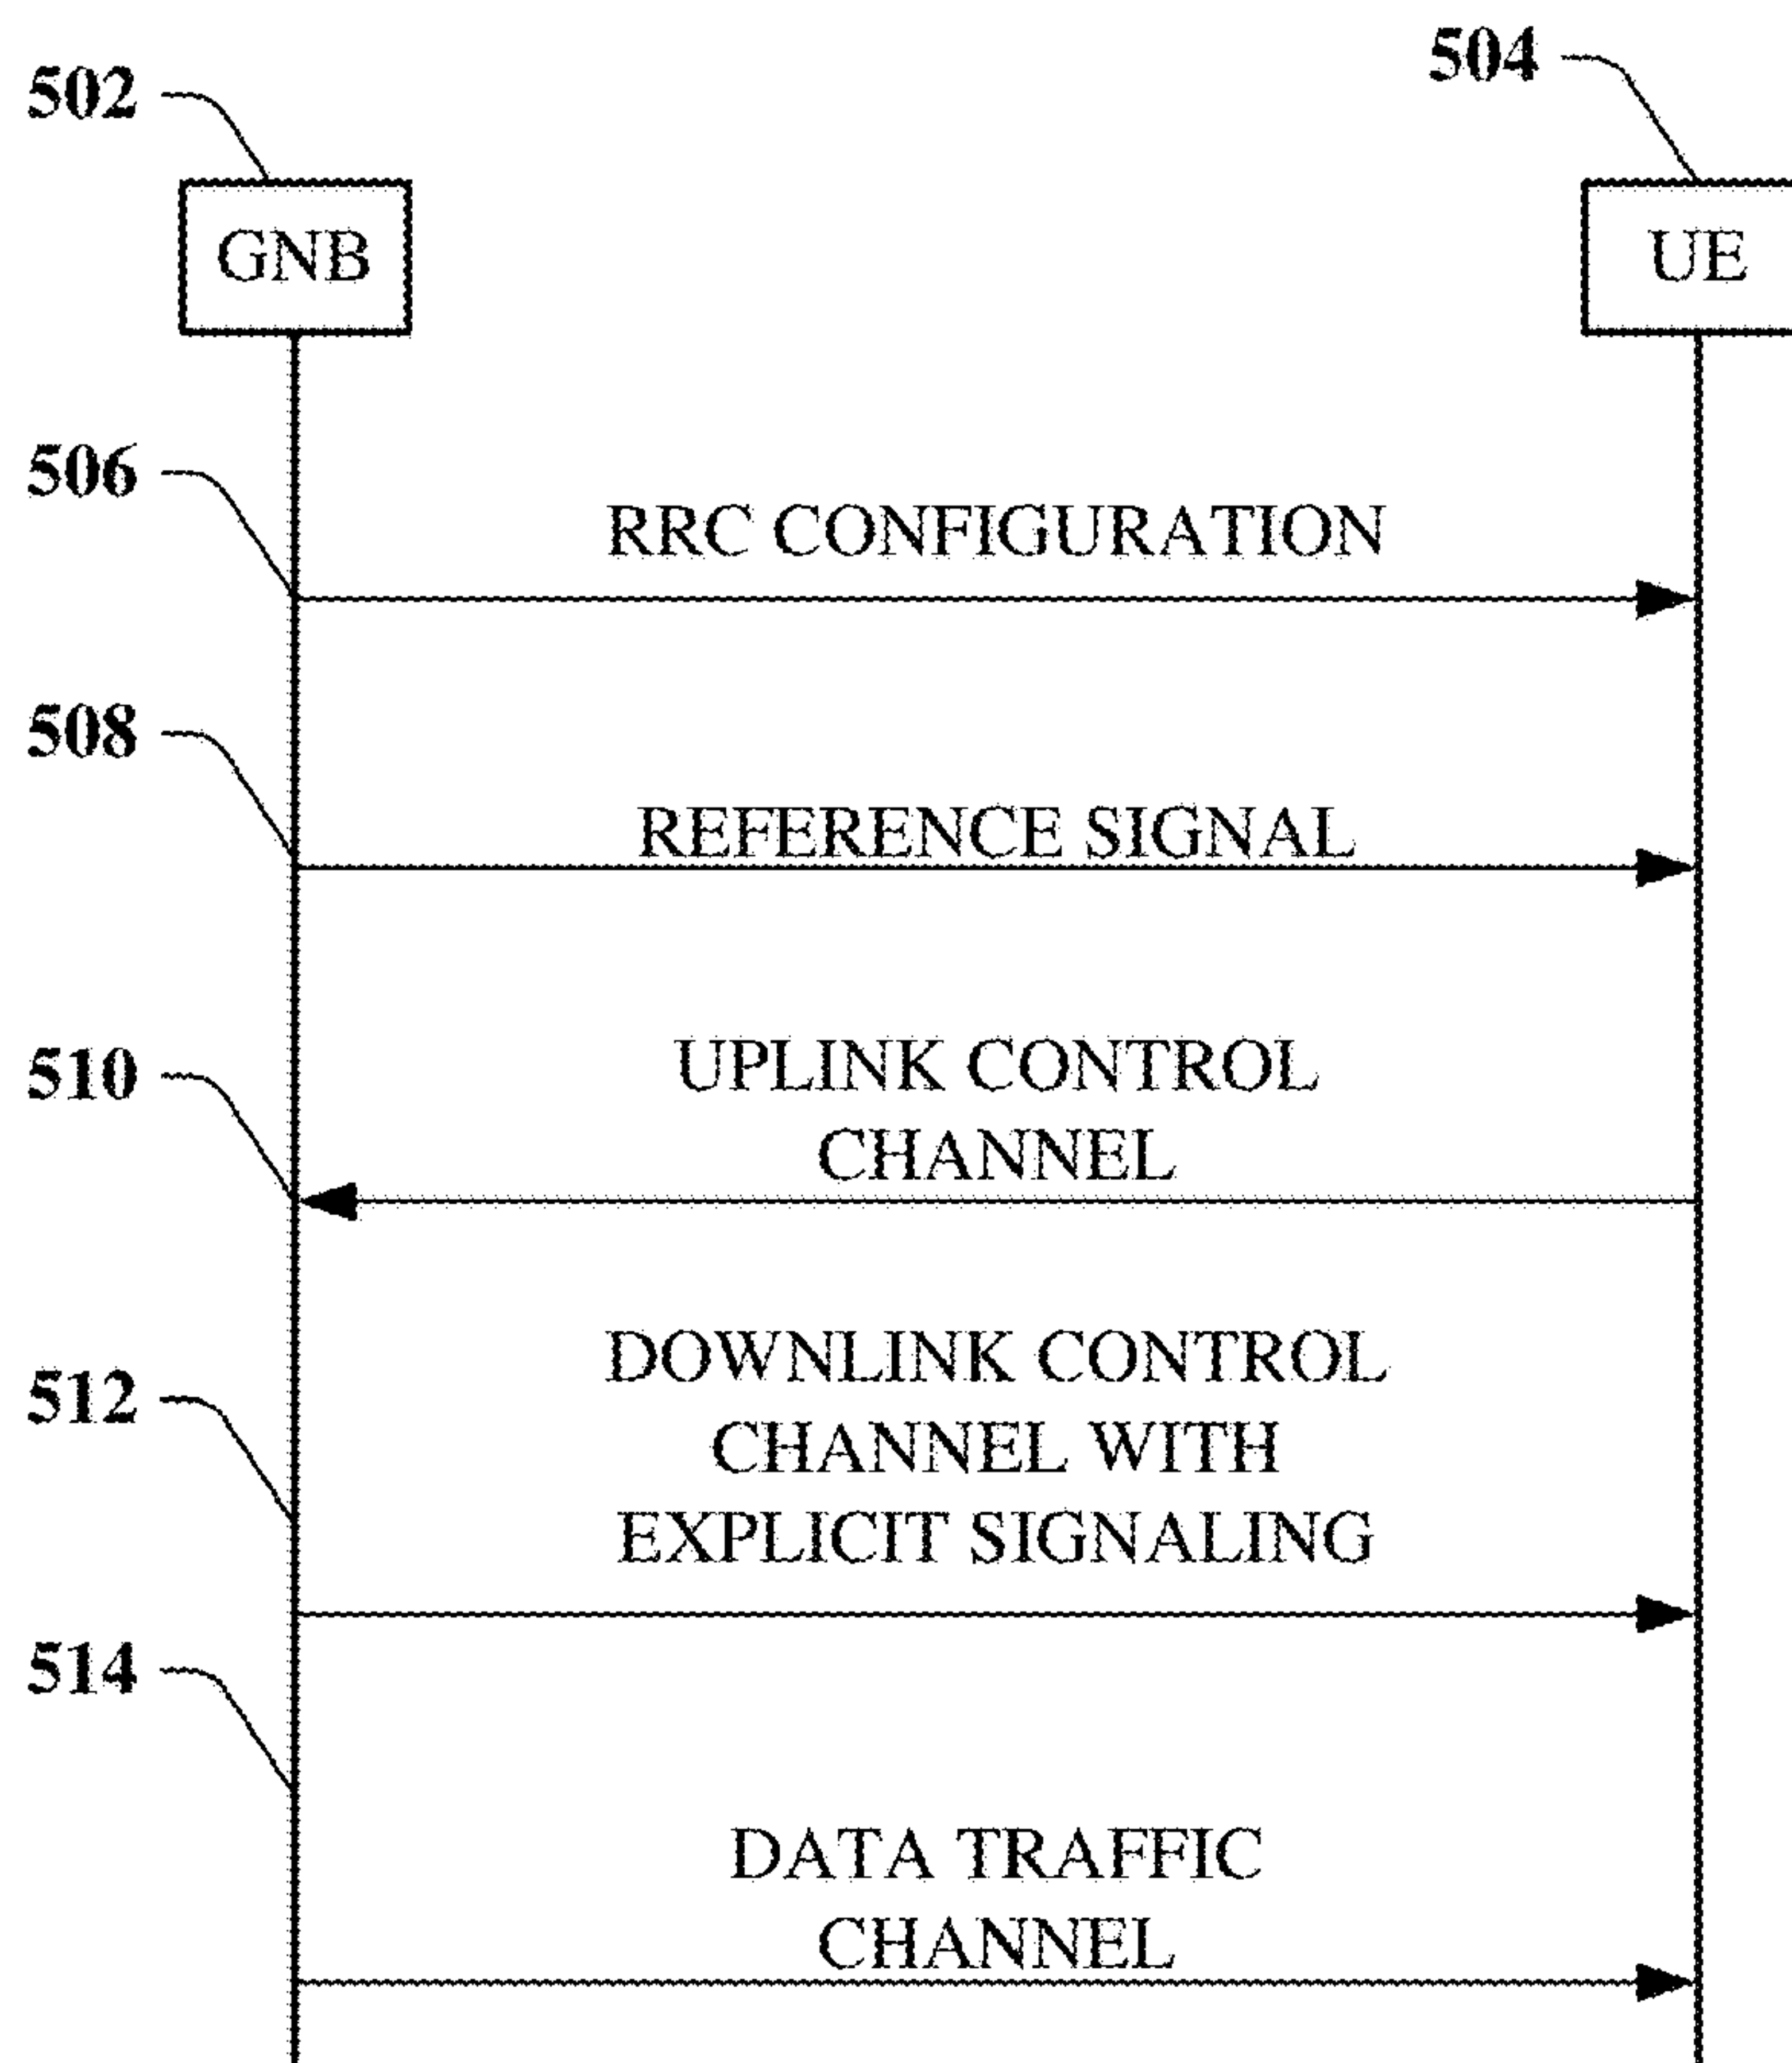 502
504
GNB
UE
506
RRC CONFIGURATION
508
REFERENCE SIGNAL
510
UPLINK CONTROL
CHANNEL
512
DOWNLINK CONTROL
CHANNEL WITH
EXPLICIT SIGNALING
514
DATA TRAFFIC
CHANNEL